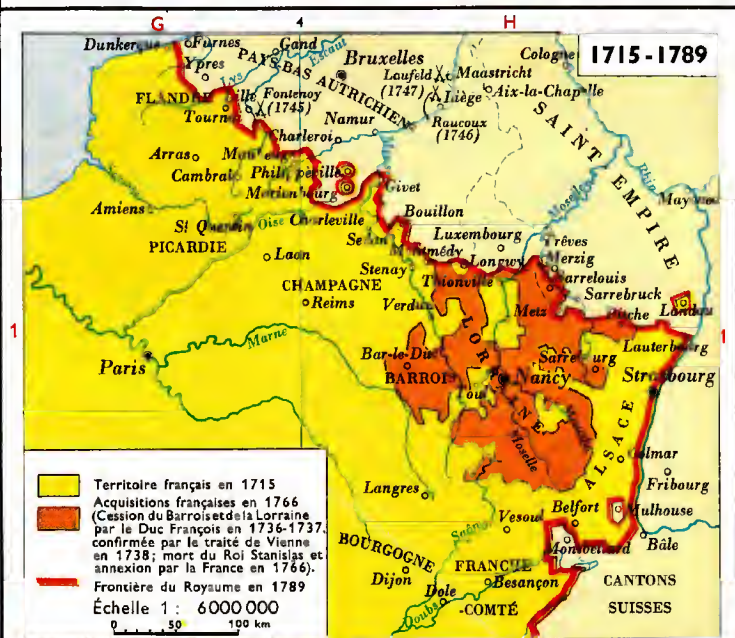 G 4 H
1715-1789
Dunkerque Furnes Gand Escaut Bruxelles Cologne
Ypres PAYS-BAS AUTRICHIENS Laufeld Maastricht
(1747) Aix-la-Chapelle
Lys Fontenoy Liège
FLANDRE Lille (1745)
Tournai Namur Raucoux
Charleroi (1746)
SAINT EMPIRE
Rhin
Arras Maubeuge Philippeville
Cambrai Marienbourg Givet Moselle
Amiens Bouillon
St Quentin Oise Charleville Luxembourg Trèves
PICARDIE Sedan Montmédy Longwy Merzig
Laon Stenay Thionville Sarrelouis
CHAMPAGNE Sarrebruck
Reims Verdun Metz Bitche Landau
1 1
Marne LORRAINE Lauterbourg
Paris Bar-le-Duc Sarrebourg
BARROIS Nancy Strasbourg
Toul
Moselle ALSACE
Colmar
Langres Fribourg
Belfort Mulhouse
Saône Vesoul
BOURGOGNE Montbéliard Bâle
Dijon FRANCHE
Besançon CANTONS
Dole -COMTÉ SUISSES
Doubs
Territoire français en 1715
Acquisitions françaises en 1766
(Cession du Barrois et de la Lorraine
par le Duc François en 1736-1737,
confirmée par le traité de Vienne
en 1738; mort du Roi Stanislas et
annexion par la France en 1766).
Frontière du Royaume en 1789
Échelle 1 : 6 000 000
0 50 100 km